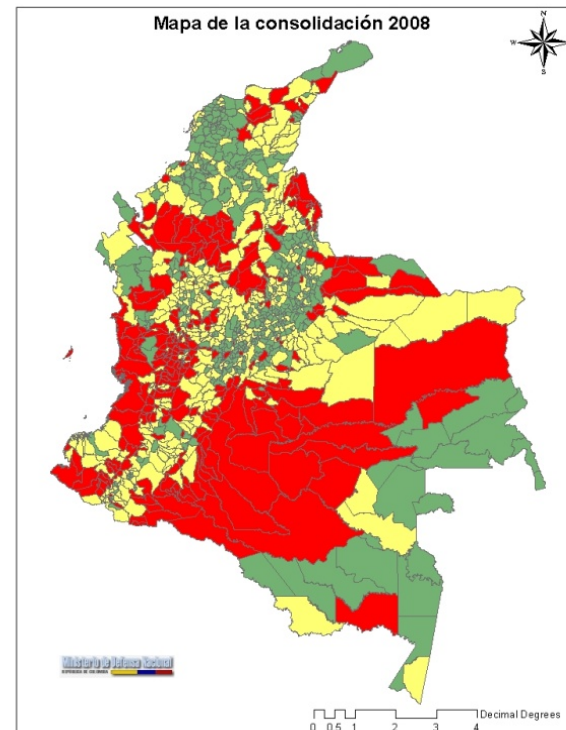 Mapa de la consolidación 2008
N
W
E
S
Ministerio de Defensa Nacional
Decimal Degrees
0 0.5 1 2 3 4